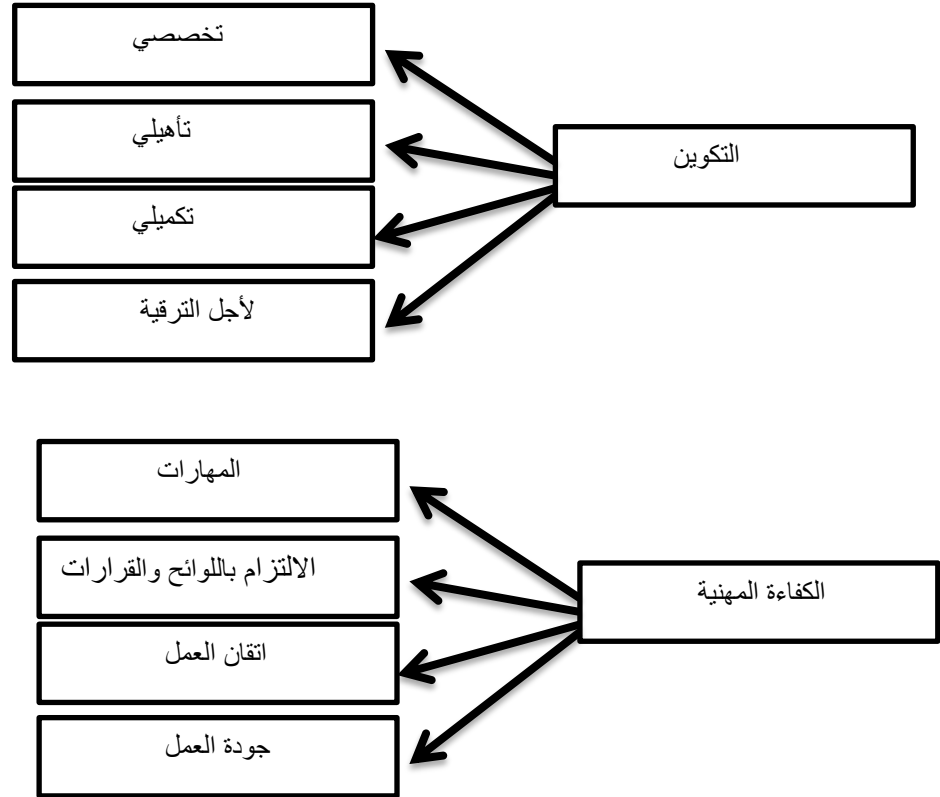 التكوين
تخصصي
تأهيلي
تكميلي
لأجل الترقية
الكفاءة المهنية
المهارات
الالتزام باللوائح والقرارات
اتقان العمل
جودة العمل